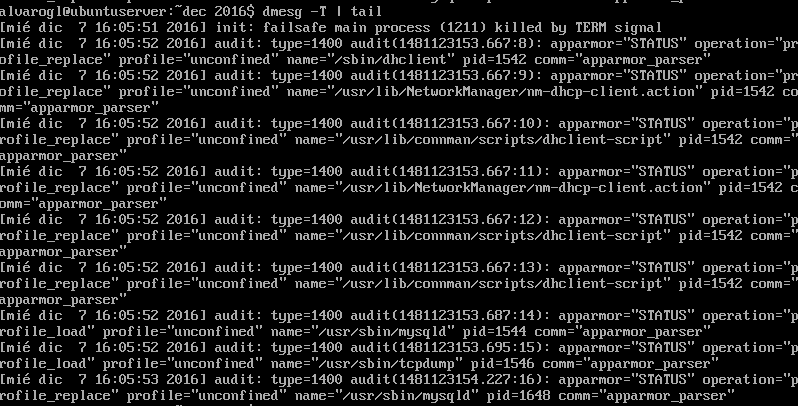 alvarogl@ubuntuserver:~dec 2016$ dmesg -T | tail
[mié dic  7 16:05:51 2016] init: failsafe main process (1211) killed by TERM signal
[mié dic  7 16:05:52 2016] audit: type=1400 audit(1481123153.667:8): apparmor="STATUS" operation="pr
ofile_replace" profile="unconfined" name="/sbin/dhclient" pid=1542 comm="apparmor_parser"
[mié dic  7 16:05:52 2016] audit: type=1400 audit(1481123153.667:9): apparmor="STATUS" operation="pr
ofile_replace" profile="unconfined" name="/usr/lib/NetworkManager/nm-dhcp-client.action" pid=1542 co
mm="apparmor_parser"
[mié dic  7 16:05:52 2016] audit: type=1400 audit(1481123153.667:10): apparmor="STATUS" operation="p
rofile_replace" profile="unconfined" name="/usr/lib/connman/scripts/dhclient-script" pid=1542 comm="
apparmor_parser"
[mié dic  7 16:05:52 2016] audit: type=1400 audit(1481123153.667:11): apparmor="STATUS" operation="p
rofile_replace" profile="unconfined" name="/usr/lib/NetworkManager/nm-dhcp-client.action" pid=1542 c
omm="apparmor_parser"
[mié dic  7 16:05:52 2016] audit: type=1400 audit(1481123153.667:12): apparmor="STATUS" operation="p
rofile_replace" profile="unconfined" name="/usr/lib/connman/scripts/dhclient-script" pid=1542 comm="
apparmor_parser"
[mié dic  7 16:05:52 2016] audit: type=1400 audit(1481123153.667:13): apparmor="STATUS" operation="p
rofile_replace" profile="unconfined" name="/usr/lib/connman/scripts/dhclient-script" pid=1542 comm="
apparmor_parser"
[mié dic  7 16:05:52 2016] audit: type=1400 audit(1481123153.687:14): apparmor="STATUS" operation="p
rofile_load" profile="unconfined" name="/usr/sbin/mysqld" pid=1544 comm="apparmor_parser"
[mié dic  7 16:05:52 2016] audit: type=1400 audit(1481123153.695:15): apparmor="STATUS" operation="p
rofile_load" profile="unconfined" name="/usr/sbin/tcpdump" pid=1546 comm="apparmor_parser"
[mié dic  7 16:05:53 2016] audit: type=1400 audit(1481123154.227:16): apparmor="STATUS" operation="p
rofile_replace" profile="unconfined" name="/usr/sbin/mysqld" pid=1648 comm="apparmor_parser"